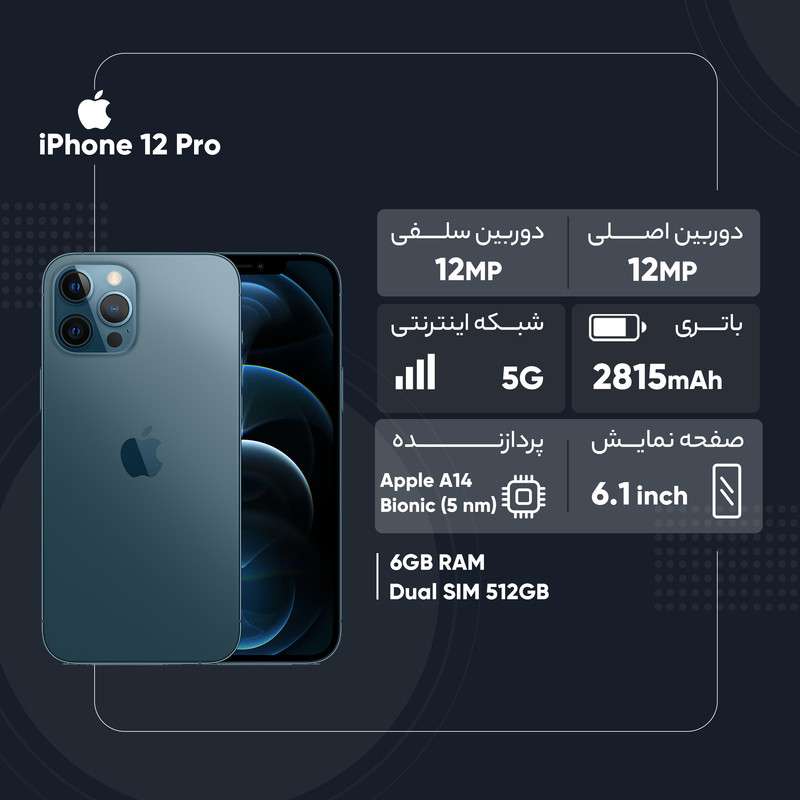 iPhone 12 Pro
دوربین اصلی
12MP
دوربین سلفی
12MP
باتری
2815mAh
شبکه اینترنتی
5G
صفحه نمایش
6.1 inch
پردازنده
Apple A14
Bionic (5 nm)
6GB RAM
Dual SIM 512GB